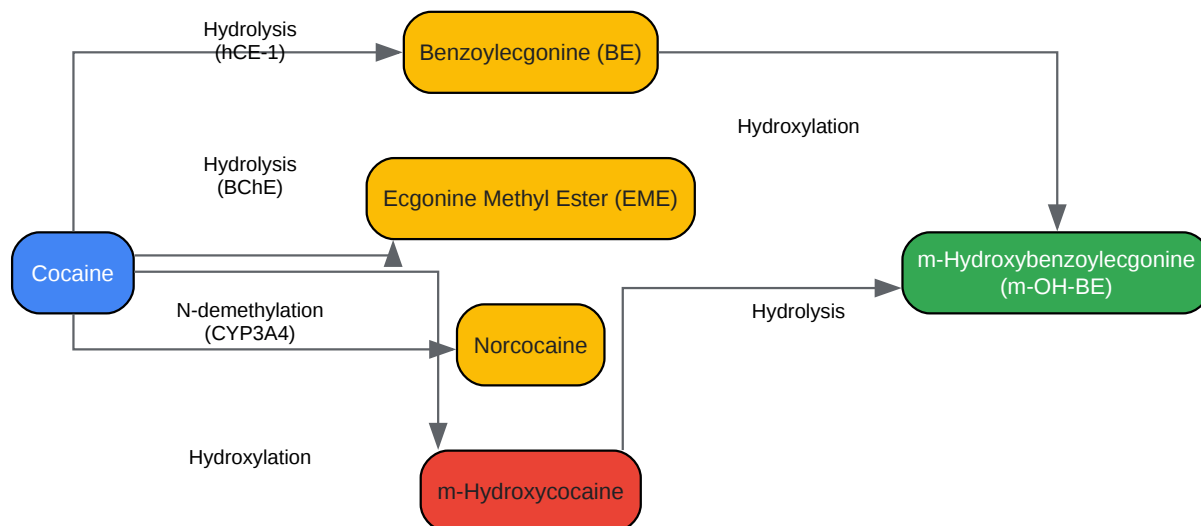 Hydrolysis
(hCE-1)
Benzoylecgonine (BE)
Hydroxylation
Hydrolysis
(BChE)
Ecgonine Methyl Ester (EME)
Cocaine
m-Hydroxybenzoylecgonine
(m-OH-BE)
N-demethylation
(CYP3A4)
Hydrolysis
Norcocaine
Hydroxylation
m-Hydroxycocaine